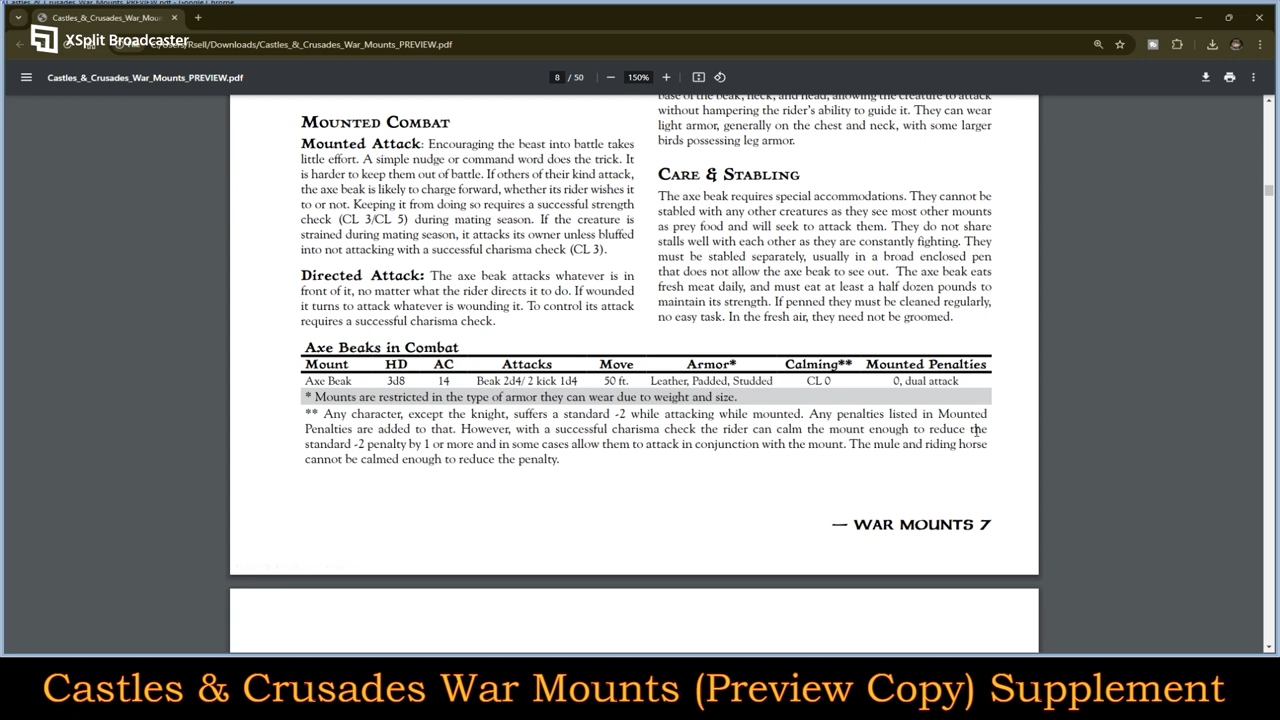 Castles_&_Crusades_War_Mou
XSplit Broadcaster
/Users/Rsell/Downloads/Castles_&_Crusades_War_Mounts_PREVIEW.pdf
Castles_&_Crusades_War_Mounts_PREVIEW.pdf
8 / 50
150%
Mounted Combat
Mounted Attack: Encouraging the beast into battle takes
little effort. A simple nudge or command word does the trick. It
is harder to keep them out of battle. If others of their kind attack,
the axe beak is likely to charge forward, whether its rider wishes it
to or not. Keeping it from doing so requires a successful strength
check (CL 3/CL 5) during mating season. If the creature is
strained during mating season, it attacks its owner unless bluffed
into not attacking with a successful charisma check (CL 3).
Directed Attack: The axe beak attacks whatever is in
front of it, no matter what the rider directs it to do. If wounded
it turns to attack whatever is wounding it. To control its attack
requires a successful charisma check.
base of the beak, neck, and head, allowing the creature to attack
without hampering the rider's ability to guide it. They can wear
light armor, generally on the chest and neck, with some larger
birds possessing leg armor.
Care & Stabling
The axe beak requires special accommodations. They cannot be
stabled with any other creatures as they see most other mounts
as prey food and will seek to attack them. They do not share
stalls well with each other as they are constantly fighting. They
must be stabled separately, usually in a broad enclosed pen
that does not allow the axe beak to see out. The axe beak eats
fresh meat daily, and must eat at least a half dozen pounds to
maintain its strength. If penned they must be cleaned regularly,
no easy task. In the fresh air, they need not be groomed.
Axe Beaks in Combat
Mount HD AC Attacks Move Armor* Calming** Mounted Penalties
Axe Beak 3d8 14 Beak 2d4/ 2 kick 1d4 50 ft. Leather, Padded, Studded CL 0 0, dual attack
* Mounts are restricted in the type of armor they can wear due to weight and size.
** Any character, except the knight, suffers a standard -2 while attacking while mounted. Any penalties listed in Mounted
Penalties are added to that. However, with a successful charisma check the rider can calm the mount enough to reduce the
standard -2 penalty by 1 or more and in some cases allow them to attack in conjunction with the mount. The mule and riding horse
cannot be calmed enough to reduce the penalty.
— WAR MOUNTS 7
Castles & Crusades War Mounts (Preview Copy) Supplement